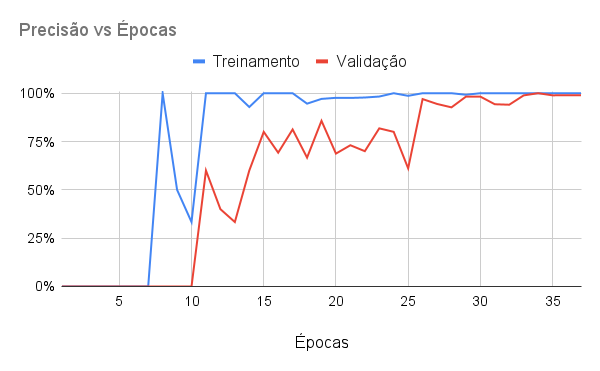 Precisão vs Épocas
Treinamento Validação
100%
75%
50%
25%
0%
5 10 15 20 25 30 35
Épocas